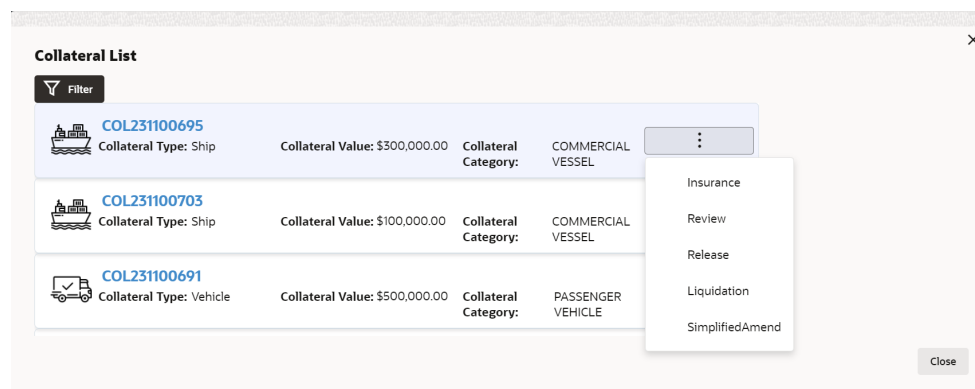 Collateral List
Filter
COL231100695
Collateral Type: Ship
Collateral Value: $300,000.00
Collateral
Category:
COMMERCIAL
VESSEL
COL231100703
Collateral Type: Ship
Collateral Value: $100,000.00
Collateral
Category:
COMMERCIAL
VESSEL
COL231100691
Collateral Type: Vehicle
Collateral Value: $500,000.00
Collateral
Category:
PASSENGER
VEHICLE
Insurance
Review
Release
Liquidation
SimplifiedAmend
Close